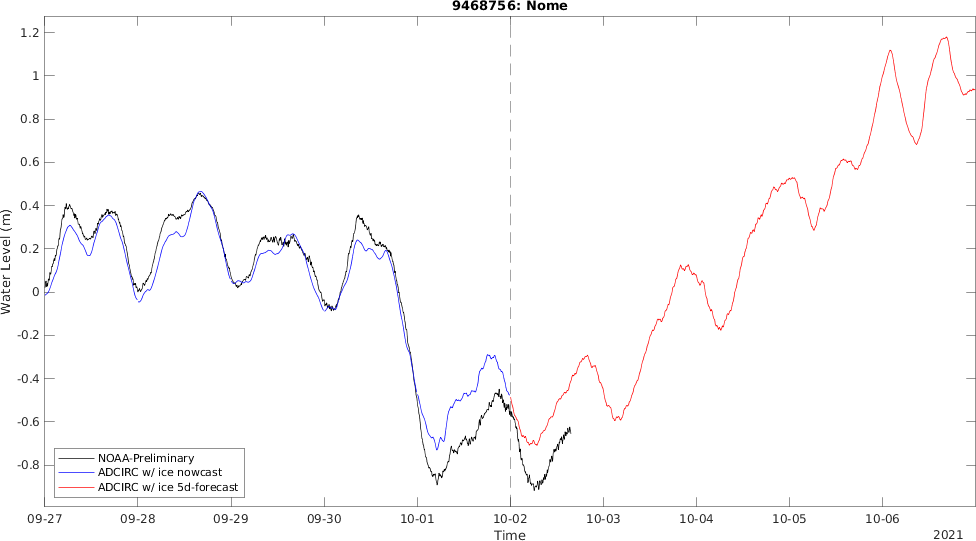 9468756: Nome
1.2
1
0.8
0.6
0.4
0.2
0
-0.2
-0.4
-0.6
-0.8
Water Level (m)
NOAA-Preliminary
ADCIRC w/ ice nowcast
ADCIRC w/ ice 5d-forecast
09-27 09-28 09-29 09-30 10-01 10-02 10-03 10-04 10-05 10-06
Time
2021